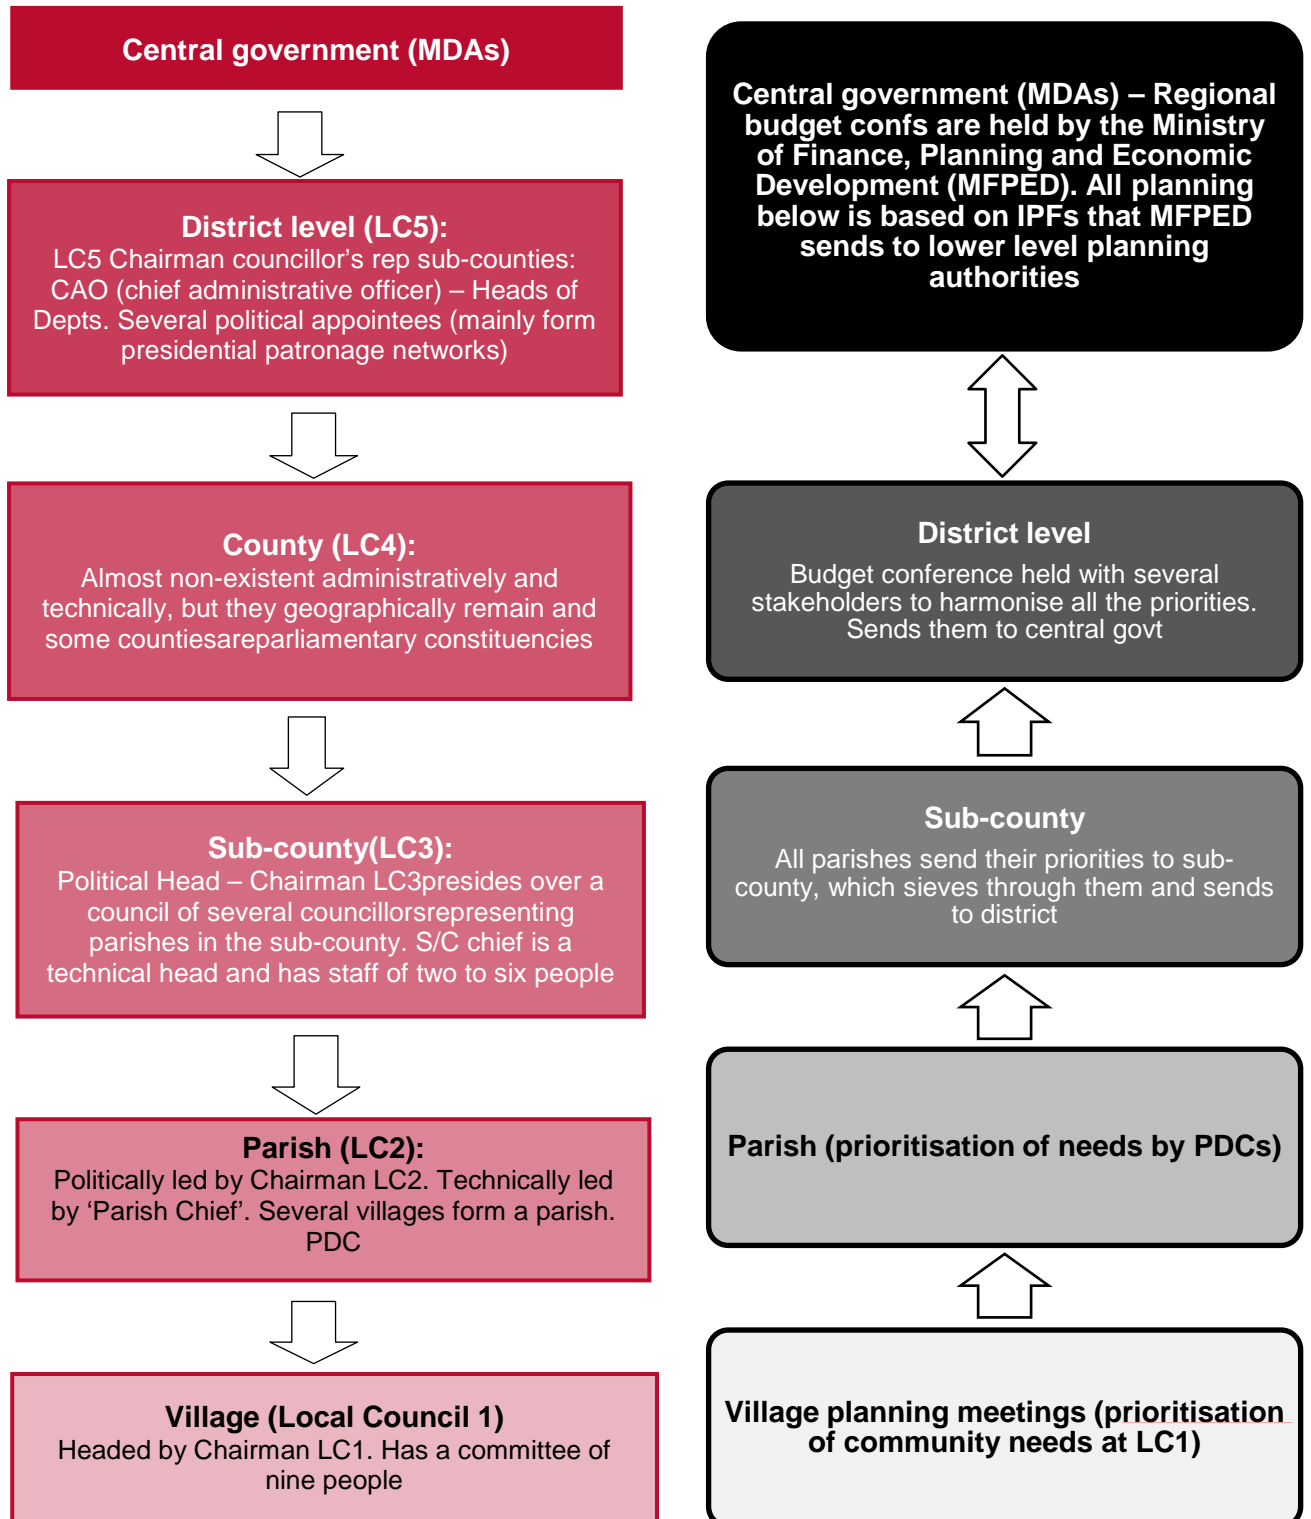 Central government (MDAs)
District level (LC5):
LC5 Chairman councillor’s rep sub-counties:
CAO (chief administrative officer) – Heads of
Depts. Several political appointees (mainly form
presidential patronage networks)
County (LC4):
Almost non-existent administratively and
technically, but they geographically remain and
some countiesareparliamentary constituencies
Sub-county(LC3):
Political Head – Chairman LC3presides over a
council of several councillorsrepresenting
parishes in the sub-county. S/C chief is a
technical head and has staff of two to six people
Parish (LC2):
Politically led by Chairman LC2. Technically led
by ‘Parish Chief’. Several villages form a parish.
PDC
Village (Local Council 1)
Headed by Chairman LC1. Has a committee of
nine people
Central government (MDAs) – Regional
budget confs are held by the Ministry
of Finance, Planning and Economic
Development (MFPED). All planning
below is based on IPFs that MFPED
sends to lower level planning
authorities
District level
Budget conference held with several
stakeholders to harmonise all the priorities.
Sends them to central govt
Sub-county
All parishes send their priorities to sub-
county, which sieves through them and sends
to district
Parish (prioritisation of needs by PDCs)
Village planning meetings (prioritisation
of community needs at LC1)